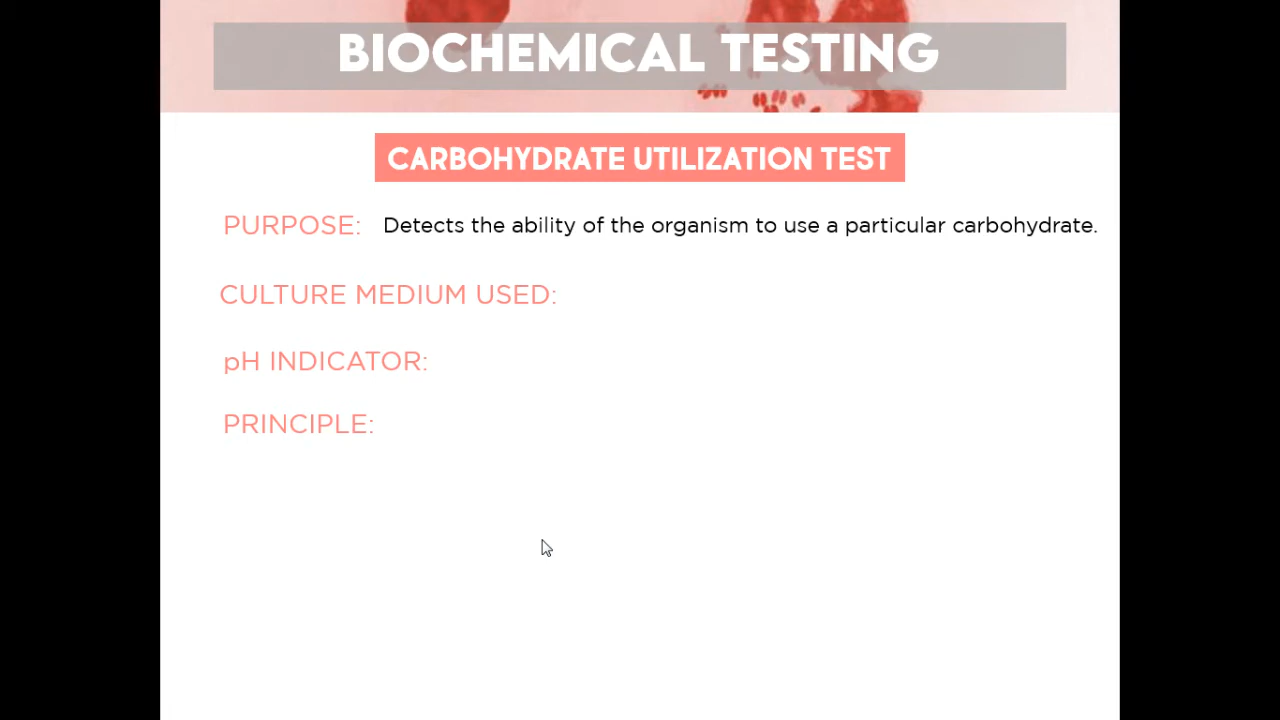 BIOCHEMICAL TESTING
CARBOHYDRATE UTILIZATION TEST
PURPOSE: Detects the ability of the organism to use a particular carbohydrate.
CULTURE MEDIUM USED:
pH INDICATOR:
PRINCIPLE: